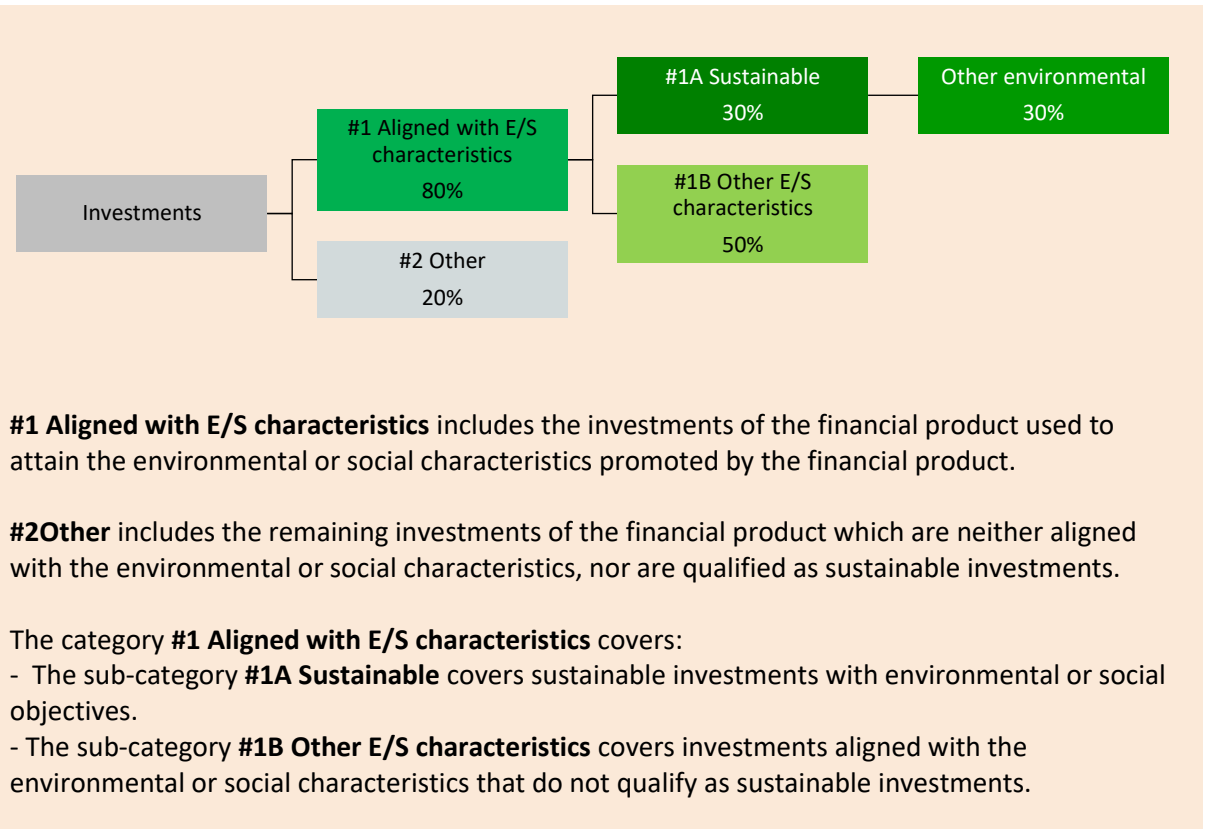 #1A Sustainable
30%
Other environmental
30%
#1 Aligned with E/S
characteristics
80%
#1B Other E/S
characteristics
50%
Investments
#2 Other
20%
#1 Aligned with E/S characteristics includes the investments of the financial product used to
attain the environmental or social characteristics promoted by the financial product.
#2Other includes the remaining investments of the financial product which are neither aligned
with the environmental or social characteristics, nor are qualified as sustainable investments.
The category #1 Aligned with E/S characteristics covers:
- The sub-category #1A Sustainable covers sustainable investments with environmental or social
objectives.
- The sub-category #1B Other E/S characteristics covers investments aligned with the
environmental or social characteristics that do not qualify as sustainable investments.